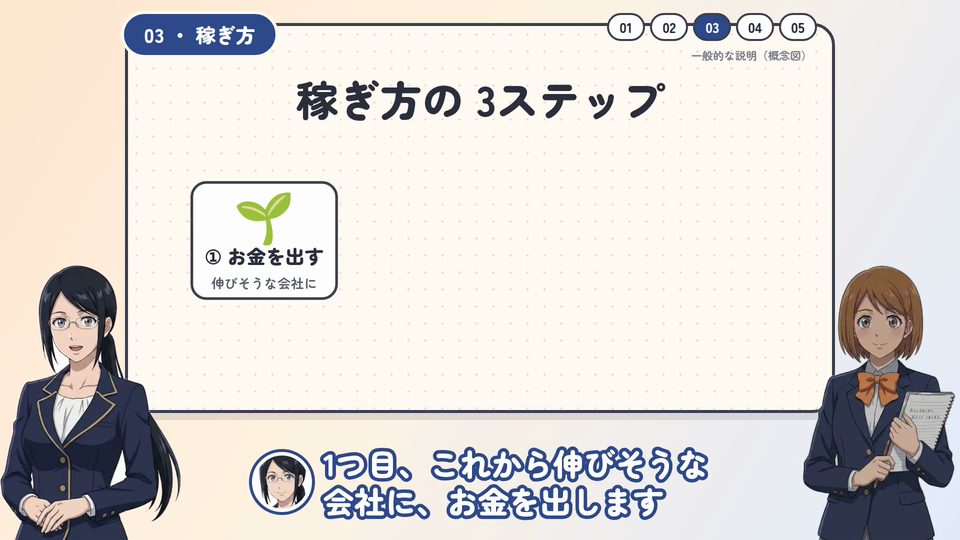 03 ・ 稼ぎ方
01 02 03 04 05
一般的な説明（概念図）
稼ぎ方の 3ステップ
① お金を出す
伸びそうな会社に
1つ目、これから伸びそうな
会社に、お金を出します